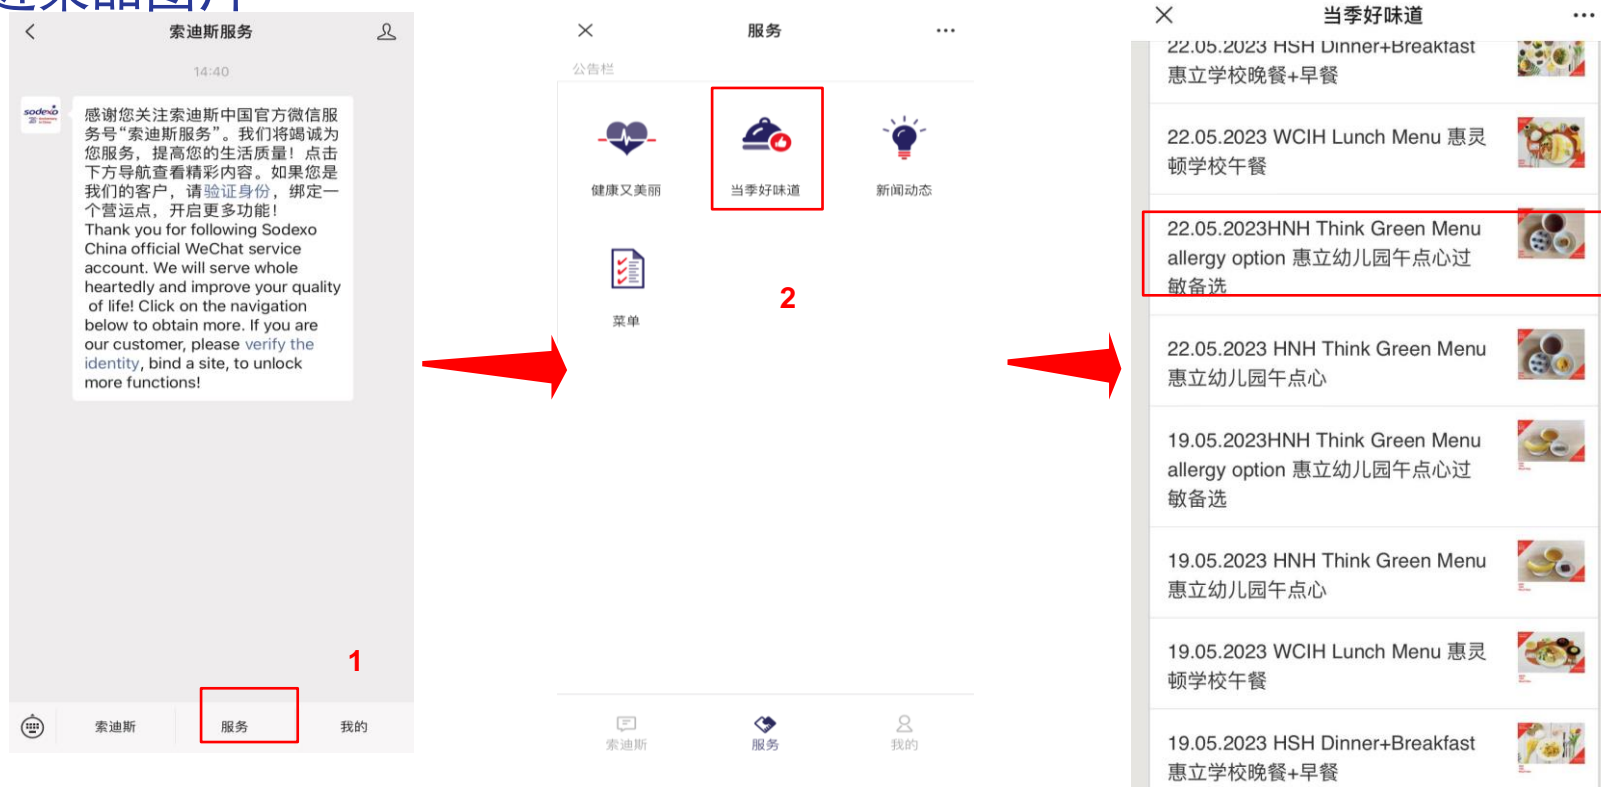 菜品图片
索迪斯服务
14:40
sodexo
感谢您关注索迪斯中国官方微信服
务号“索迪斯服务”。我们将竭诚为
您服务，提高您的生活质量！点击
下方导航查看精彩内容。如果您是
我们的客户，请验证身份，绑定一
个营运点，开启更多功能！
Thank you for following Sodexo
China official WeChat service
account. We will serve whole
heartedly and improve your quality
of life! Click on the navigation
below to obtain more. If you are
our customer, please verify the
identity, bind a site, to unlock
more functions!
1
索迪斯
服务
我的
服务
公告栏
健康又美丽
当季好味道
新闻动态
菜单
2
索迪斯
服务
我的
当季好味道
22.05.2023 HSH Dinner+Breakfast
惠立学校晚餐+早餐
22.05.2023 WCIH Lunch Menu 惠灵
顿学校午餐
22.05.2023HNH Think Green Menu
allergy option 惠立幼儿园午点心过
敏备选
22.05.2023 HNH Think Green Menu
惠立幼儿园午点心
19.05.2023HNH Think Green Menu
allergy option 惠立幼儿园午点心过
敏备选
19.05.2023 HNH Think Green Menu
惠立幼儿园午点心
19.05.2023 WCIH Lunch Menu 惠灵
顿学校午餐
19.05.2023 HSH Dinner+Breakfast
惠立学校晚餐+早餐